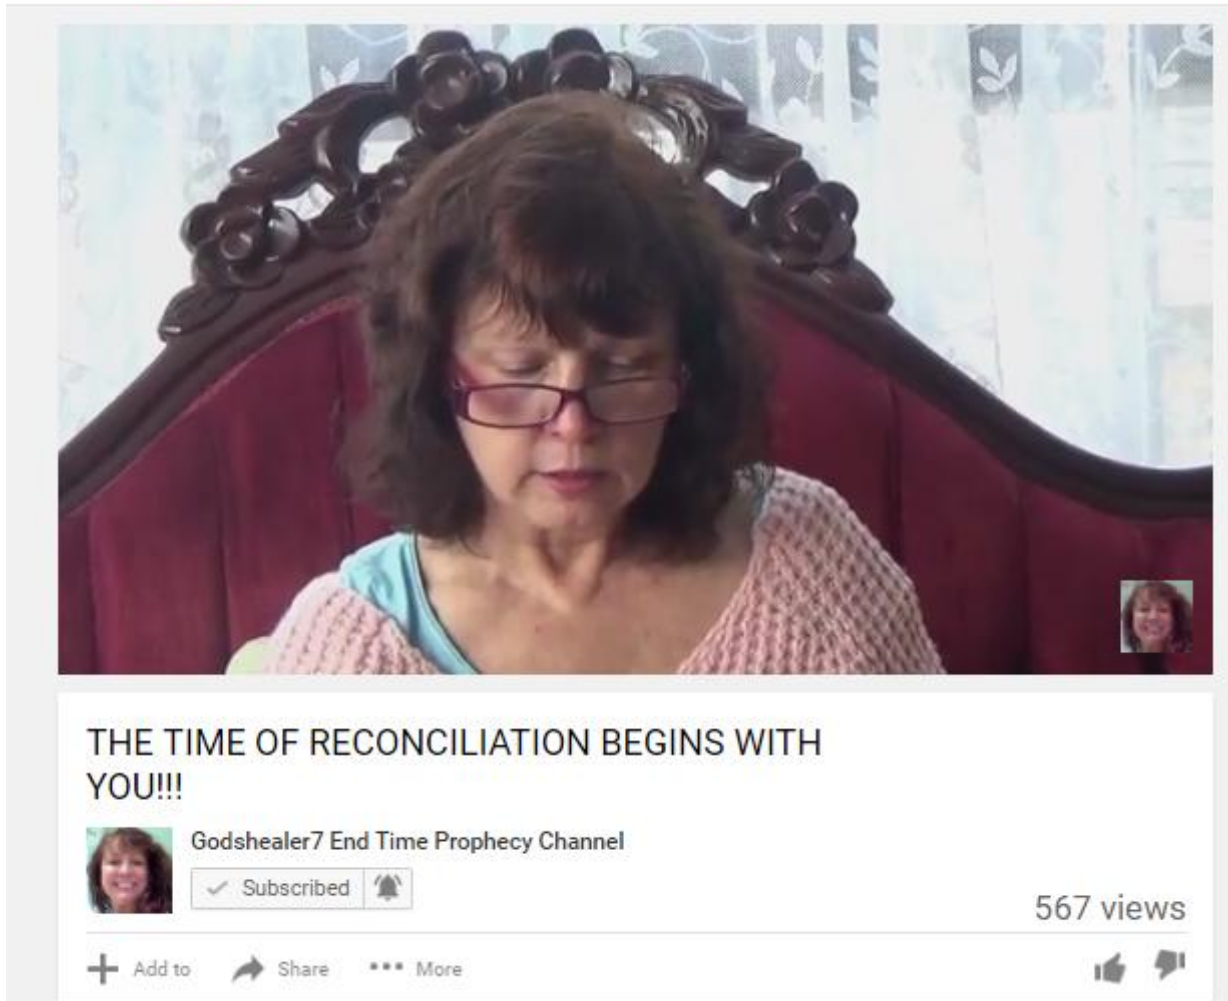 THE TIME OF RECONCILIATION BEGINS WITH
YOU!!!
Godshealer7 End Time Prophecy Channel
Subscribed
567 views
Add to
Share
More